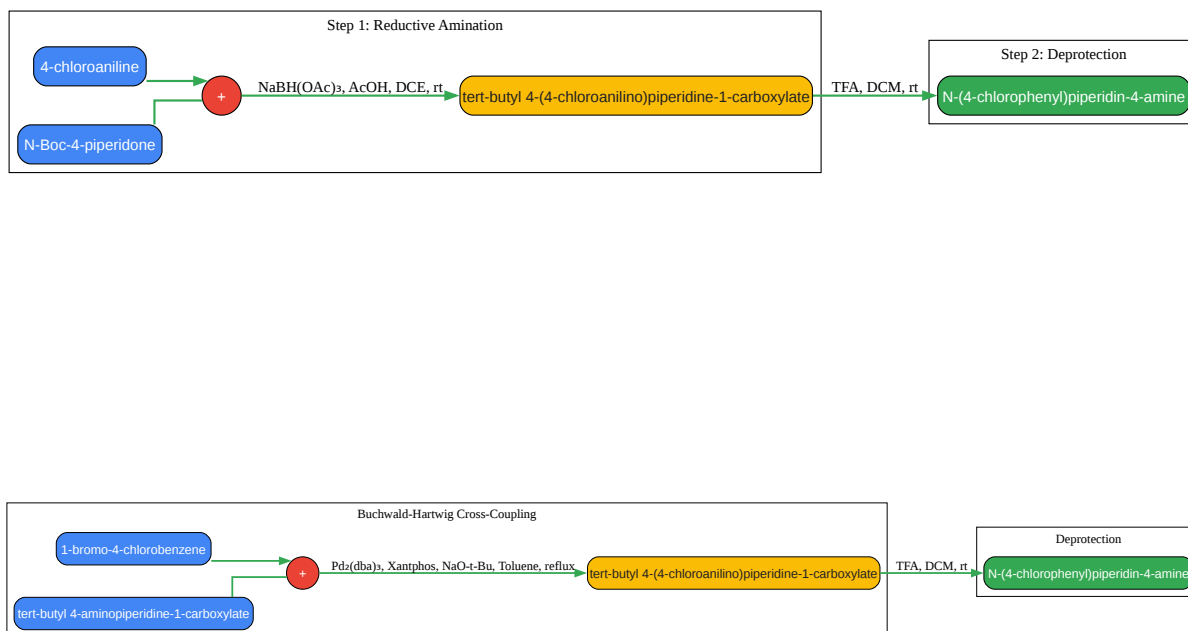 Step 1: Reductive Amination
Step 2: Deprotection
4-chloroaniline
+
NaBH(OAc)₃, AcOH, DCE, rt
tert-butyl 4-(4-chloroanilino)piperidine-1-carboxylate
TFA, DCM, rt
N-(4-chlorophenyl)piperidin-4-amine
N-Boc-4-piperidone
Buchwald-Hartwig Cross-Coupling
Deprotection
1-bromo-4-chlorobenzene
+
Pd₂(dba)₃, Xantphos, NaO-t-Bu, Toluene, reflux
tert-butyl 4-(4-chloroanilino)piperidine-1-carboxylate
TFA, DCM, rt
N-(4-chlorophenyl)piperidin-4-amine
tert-butyl 4-aminopiperidine-1-carboxylate